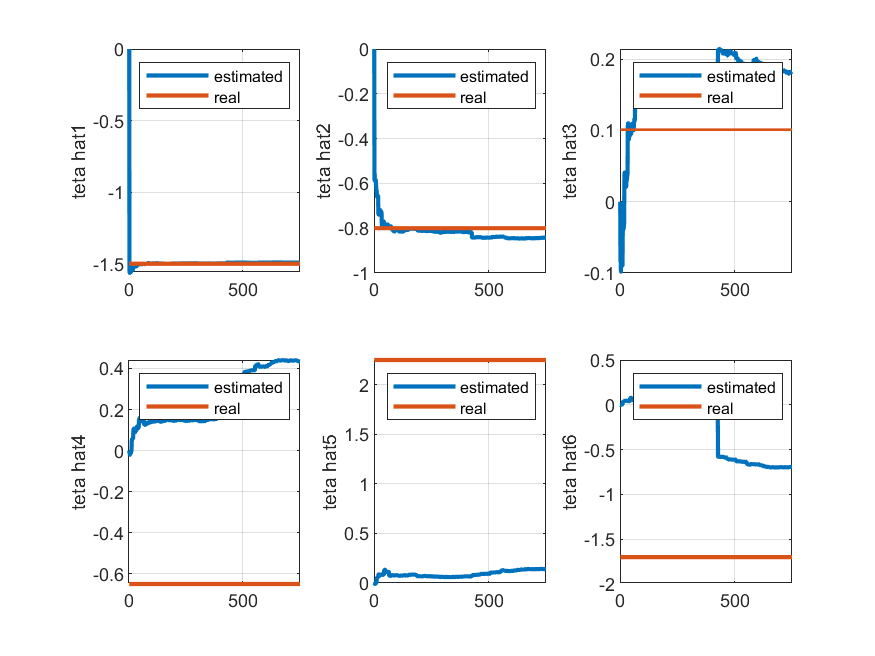 teta hat1
0
-0.5
-1
-1.5
0
500
estimated
real
teta hat2
0
-0.2
-0.4
-0.6
-0.8
-1
0
500
estimated
real
teta hat3
0.2
0.1
0
-0.1
0
500
estimated
real
teta hat4
0.4
0.2
0
-0.2
-0.4
-0.6
0
500
estimated
real
teta hat5
2
1.5
1
0.5
0
0
500
estimated
real
teta hat6
0.5
0
-0.5
-1
-1.5
-2
0
500
estimated
real